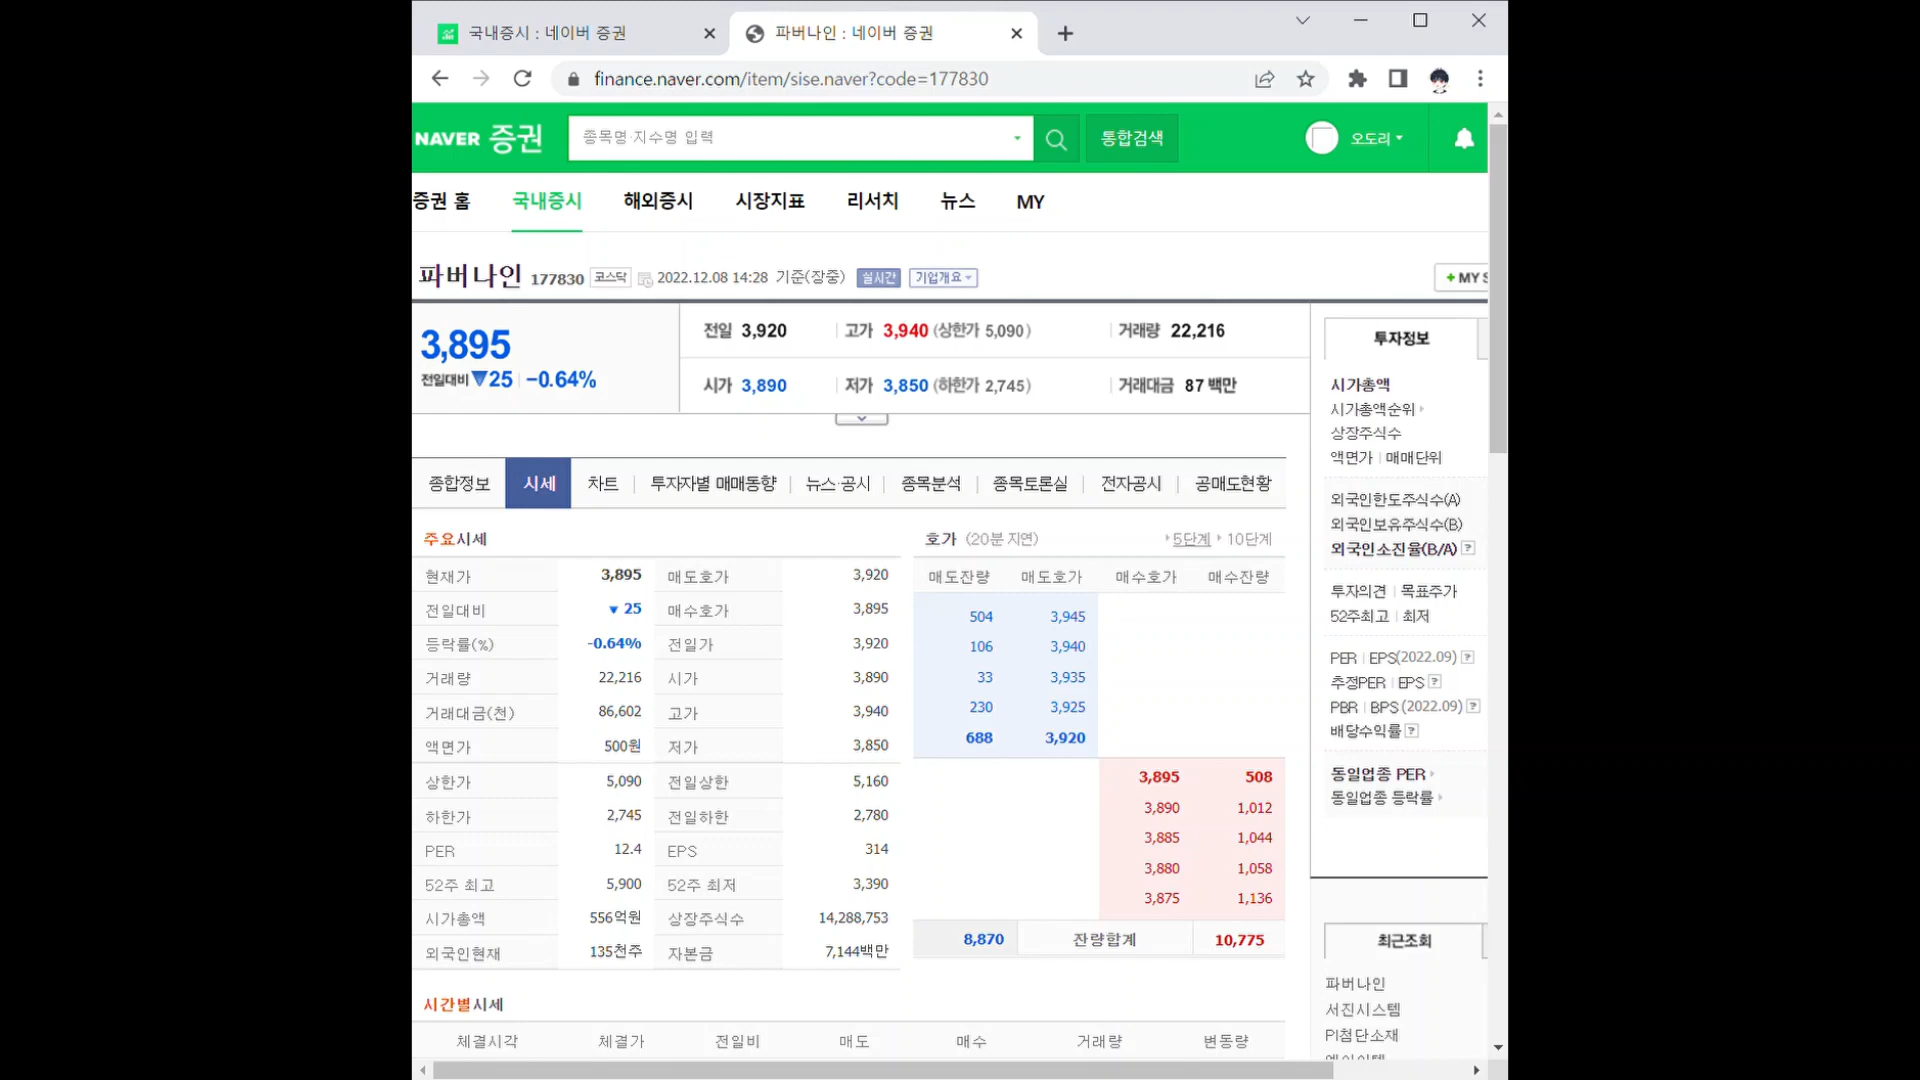 국내증시 : 네이버 증권
파버나인 : 네이버 증권
finance.naver.com/item/sise.naver?code=177830
NAVER 증권
종목명·지수명 입력
통합검색
오도리
증권 홈 국내증시 해외증시 시장지표 리서치 뉴스 MY
파버나인 177830 코스닥 2022.12.08 14:28 기준(장중) 실시간 기업개요
+ MY S
3,895
전일대비 ▼25 -0.64%
전일 3,920 고가 3,940 (상한가 5,090) 거래량 22,216
시가 3,890 저가 3,850 (하한가 2,745) 거래대금 87 백만
종합정보 시세 차트 투자자별 매매동향 뉴스·공시 종목분석 종목토론실 전자공시 공매도현황
주요시세
현재가 3,895 매도호가 3,920
전일대비 ▼ 25 매수호가 3,895
등락률(%) -0.64% 전일가 3,920
거래량 22,216 시가 3,890
거래대금(천) 86,602 고가 3,940
액면가 500원 저가 3,850
상한가 5,090 전일상한 5,160
하한가 2,745 전일하한 2,780
PER 12.4 EPS 314
52주 최고 5,900 52주 최저 3,390
시가총액 556억원 상장주식수 14,288,753
외국인현재 135천주 자본금 7,144백만
호가 (20분 지연) 5단계 10단계
매도잔량 매도호가 매수호가 매수잔량
504 3,945
106 3,940
33 3,935
230 3,925
688 3,920
3,895 508
3,890 1,012
3,885 1,044
3,880 1,058
3,875 1,136
8,870 잔량합계 10,775
시간별시세
체결시각 체결가 전일비 매도 매수 거래량 변동량
투자정보
시가총액
시가총액순위
상장주식수
액면가 | 매매단위
외국인한도주식수(A)
외국인보유주식수(B)
외국인소진율(B/A) ?
투자의견 | 목표주가
52주최고 | 최저
PER | EPS(2022.09) ?
추정PER | EPS ?
PBR | BPS (2022.09) ?
배당수익률 ?
동일업종 PER
동일업종 등락률
최근조회
파버나인
서진시스템
PI첨단소재